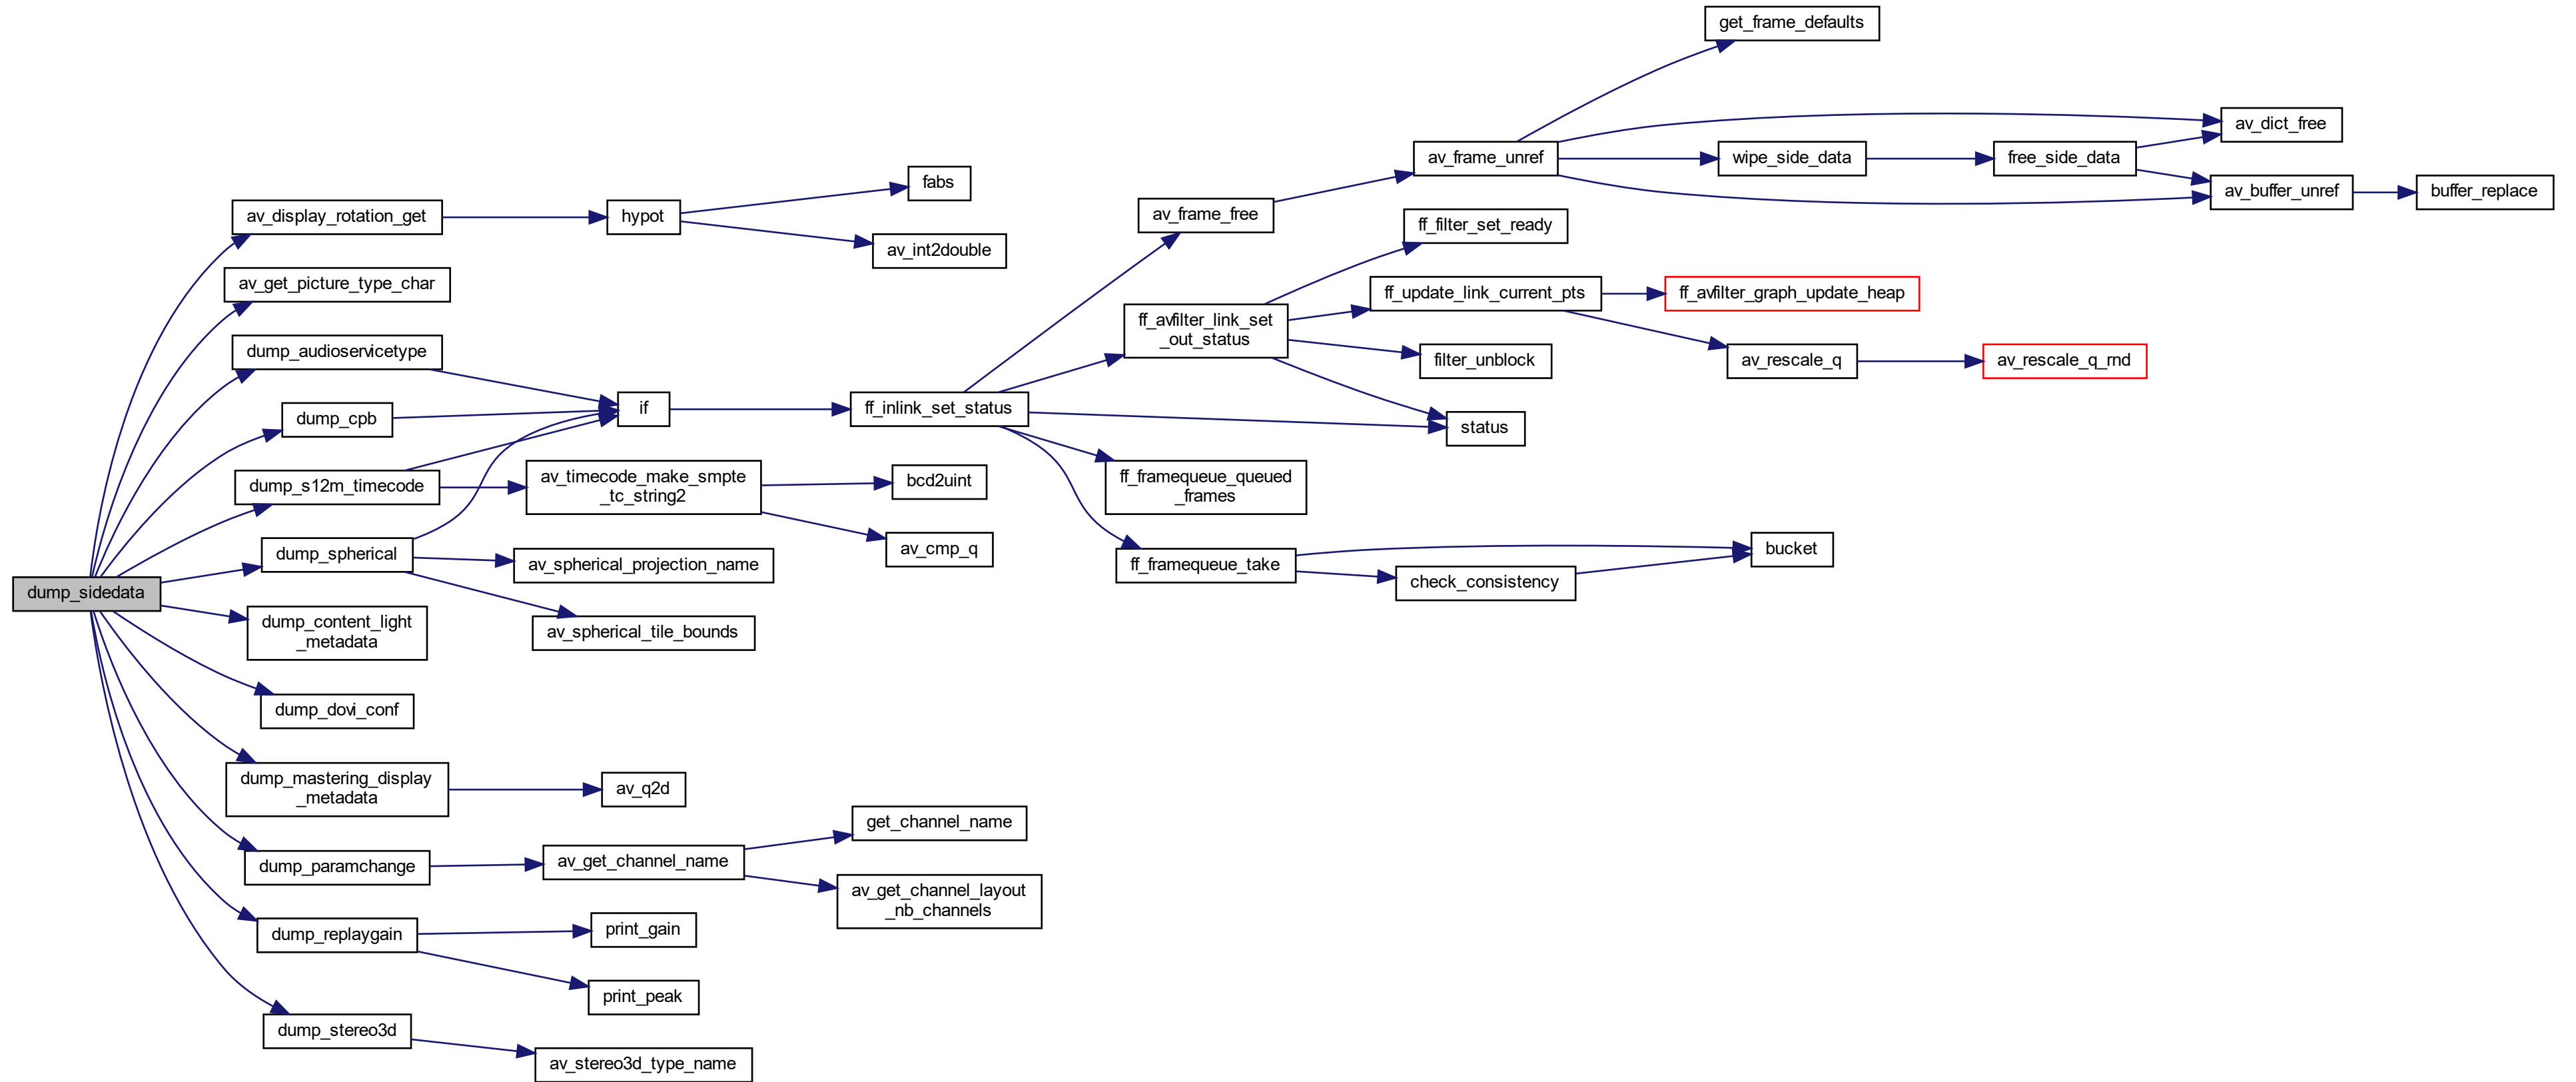 get_frame_defaults
av_dict_free
av_frame_unref
wipe_side_data
free_side_data
av_buffer_unref
buffer_replace
fabs
av_display_rotation_get
hypot
av_frame_free
ff_filter_set_ready
av_int2double
av_get_picture_type_char
ff_update_link_current_pts
ff_avfilter_graph_update_heap
ff_avfilter_link_set
_out_status
dump_audioservicetype
filter_unblock
av_rescale_q
av_rescale_q_rnd
dump_cpb
if
ff_inlink_set_status
status
dump_s12m_timecode
av_timecode_make_smpte
_tc_string2
bcd2uint
ff_framequeue_queued
_frames
av_cmp_q
dump_spherical
av_spherical_projection_name
ff_framequeue_take
bucket
check_consistency
dump_sidedata
dump_content_light
_metadata
av_spherical_tile_bounds
dump_dovi_conf
dump_mastering_display
_metadata
av_q2d
get_channel_name
dump_paramchange
av_get_channel_name
av_get_channel_layout
_nb_channels
dump_replaygain
print_gain
print_peak
dump_stereo3d
av_stereo3d_type_name